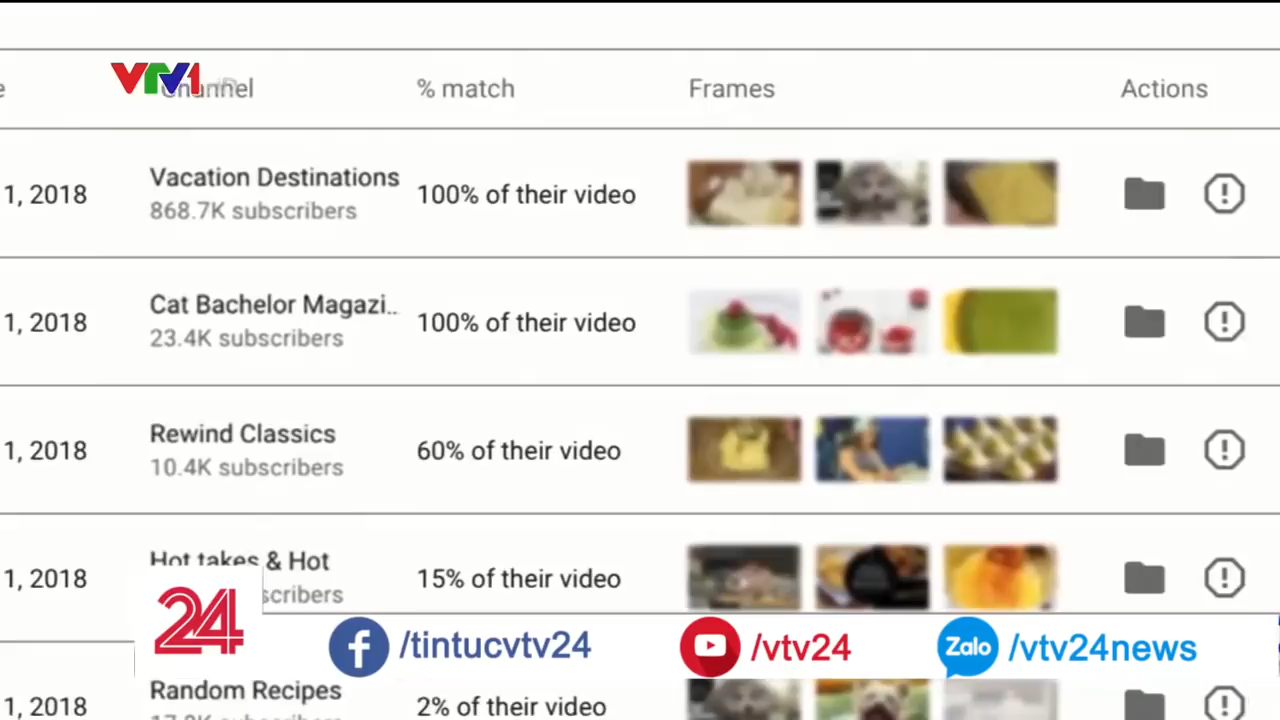 VTV1
Channel
% match
Frames
Actions
1, 2018
Vacation Destinations
868.7K subscribers
100% of their video
1, 2018
Cat Bachelor Magazi..
23.4K subscribers
100% of their video
1, 2018
Rewind Classics
10.4K subscribers
60% of their video
1, 2018
Hot takes & Hot
scribers
15% of their video
24
/tintucvtv24
/vtv24
Zalo
/vtv24news
1, 2018
Random Recipes
2% of their video